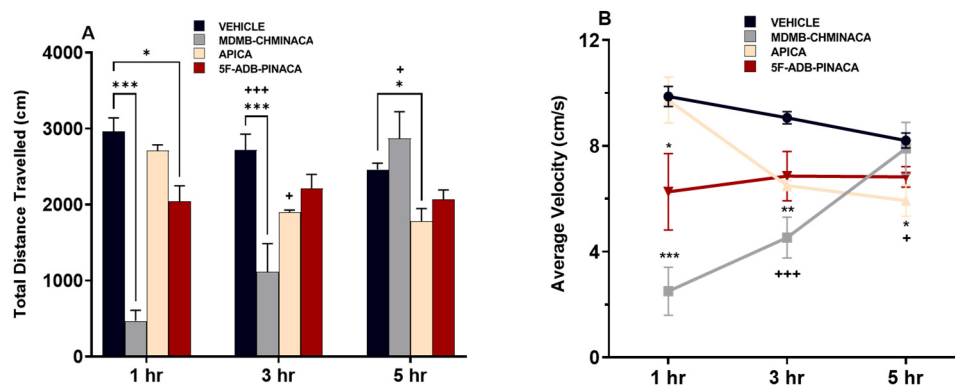 A
VEHICLE
MDMB-CHMINACA
APICA
5F-ADB-PINACA
Total Distance Travelled (cm)
4000
3000
2000
1000
0
*
***
+++
***
+
+
*
1 hr
3 hr
5 hr
B
VEHICLE
MDMB-CHMINACA
APICA
5F-ADB-PINACA
Average Velocity (cm/s)
12
8
4
0
*
***
**
+++
*
+
1 hr
3 hr
5 hr